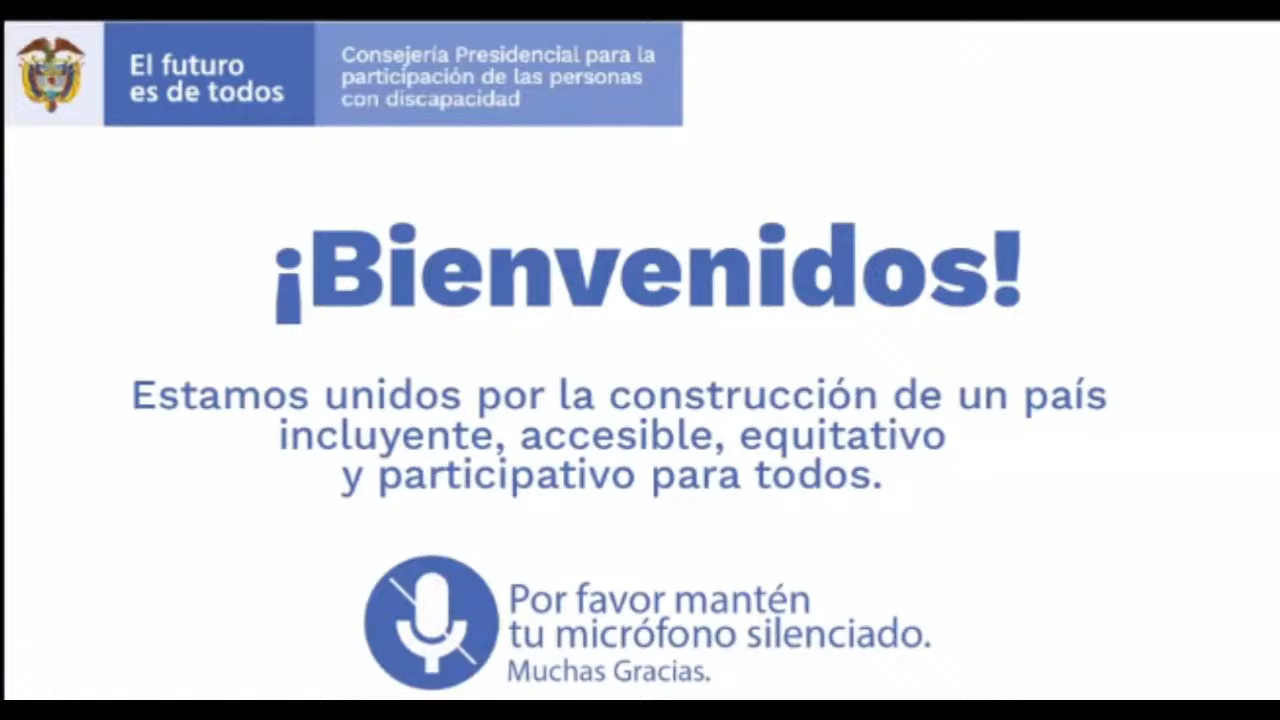 El futuro
es de todos
Consejería Presidencial para la
participación de las personas
con discapacidad
¡Bienvenidos!
Estamos unidos por la construcción de un país
incluyente, accesible, equitativo
y participativo para todos.
Por favor mantén
tu micrófono silenciado.
Muchas Gracias.